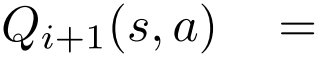 Q_{i+1}(s, a) =